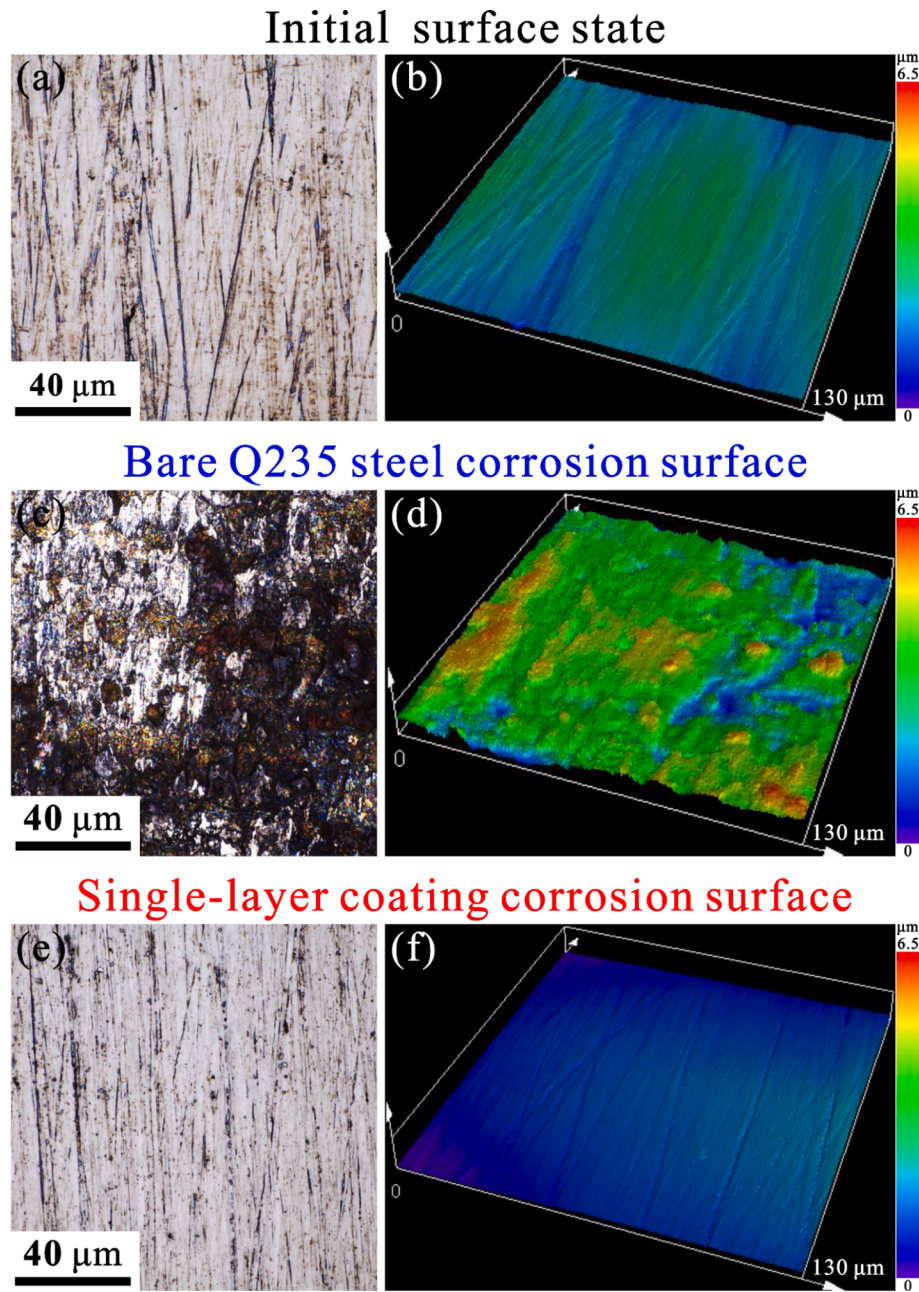 Initial surface state
(a)
(b)
μm
6.5
40 μm
0
130 μm
0
Bare Q235 steel corrosion surface
(c)
(d)
μm
6.5
40 μm
0
130 μm
0
Single-layer coating corrosion surface
(e)
(f)
μm
6.5
40 μm
0
130 μm
0